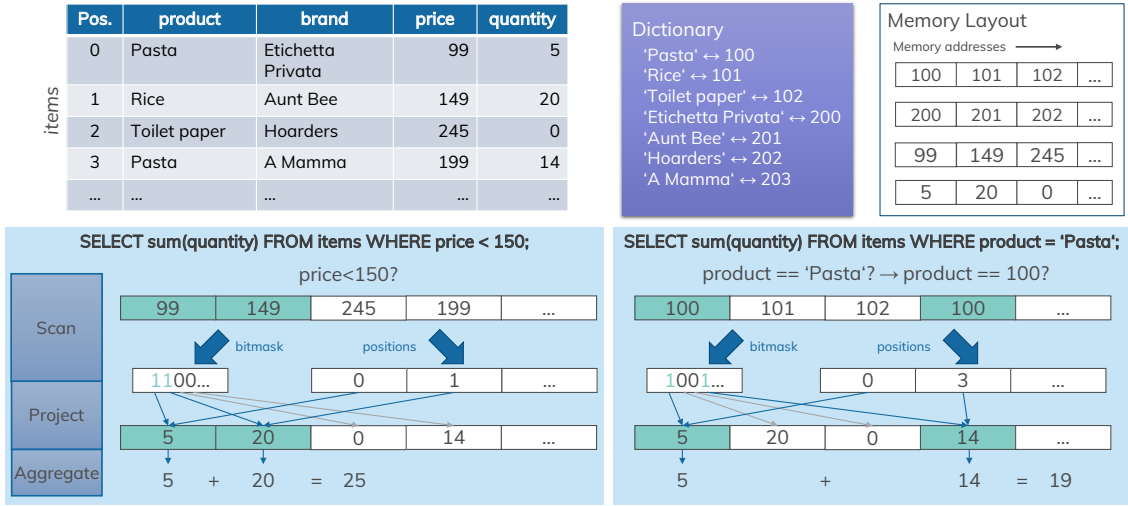 Pos. product brand price quantity
0 Pasta Etichetta Privata 99 5
1 Rice Aunt Bee 149 20
2 Toilet paper Hoarders 245 0
3 Pasta A Mamma 199 14
... ... ... ... ...
items
Dictionary
‘Pasta‘ ↔ 100
‘Rice‘ ↔ 101
‘Toilet paper‘ ↔ 102
‘Etichetta Privata‘ ↔ 200
‘Aunt Bee‘ ↔ 201
‘Hoarders‘ ↔ 202
‘A Mamma‘ ↔ 203
Memory Layout
Memory addresses
100 101 102 ...
200 201 202 ...
99 149 245 ...
5 20 0 ...
SELECT sum(quantity) FROM items WHERE price < 150;
price<150?
Scan
99 149 245 199 ...
bitmask positions
1100... 0 1 ...
Project
5 20 0 14 ...
Aggregate
5 + 20 = 25
SELECT sum(quantity) FROM items WHERE product = ‘Pasta‘;
product == ‘Pasta‘? → product == 100?
100 101 102 100 ...
bitmask positions
1001... 0 3 ...
5 20 0 14 ...
5 + 14 = 19